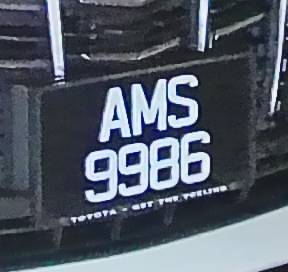 AMS
9986
TOYOTA - GET THE FEELING